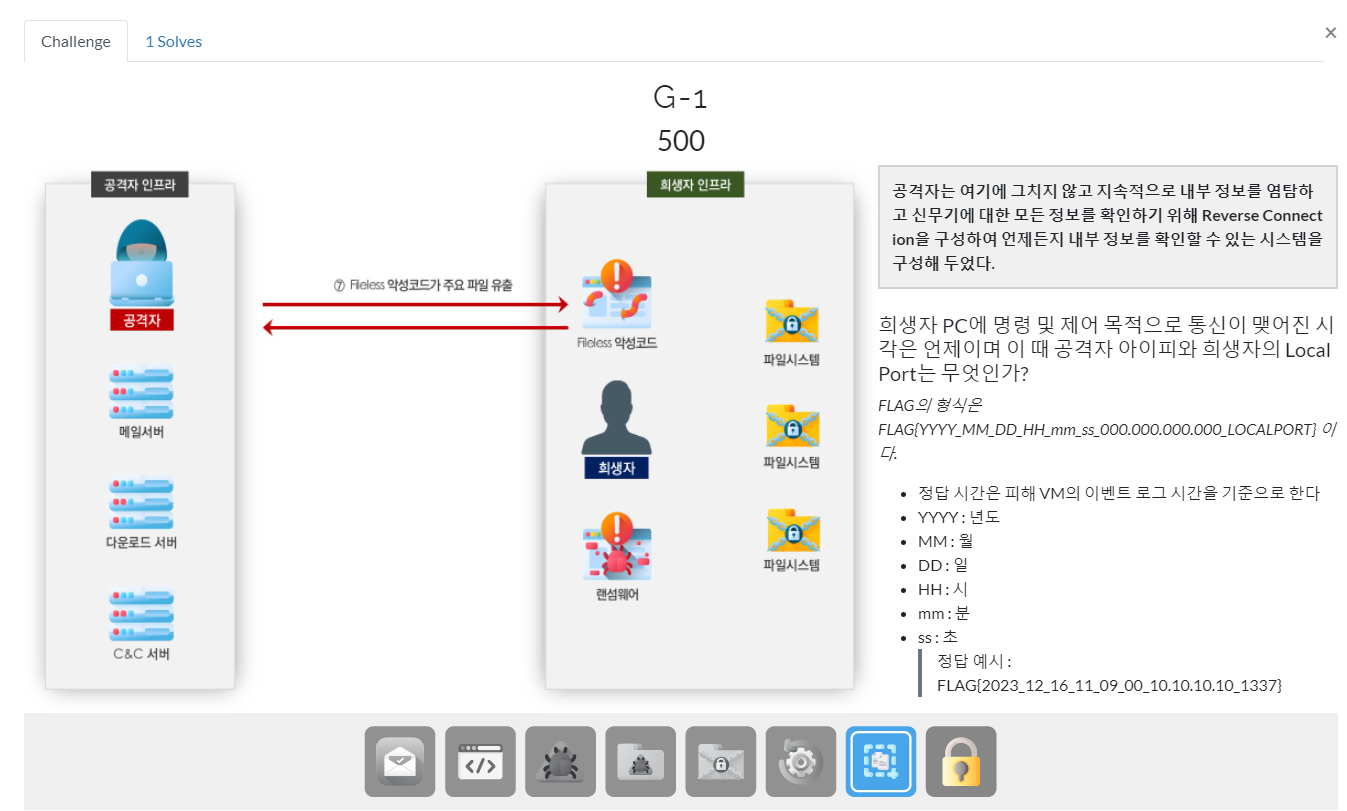 Challenge
1 Solves
×
G-1
500
공격자 인프라
공격자
메일서버
다운로드 서버
C&C 서버
⑦ Fileless 악성코드가 주요 파일 유출
희생자 인프라
Fileless 악성코드
희생자
랜섬웨어
파일시스템
파일시스템
파일시스템
공격자는 여기에 그치지 않고 지속적으로 내부 정보를 염탐하
고 신무기에 대한 모든 정보를 확인하기 위해 Reverse Connect
ion을 구성하여 언제든지 내부 정보를 확인할 수 있는 시스템을
구성해 두었다.
희생자 PC에 명령 및 제어 목적으로 통신이 맺어진 시
각은 언제이며 이 때 공격자 아이피와 희생자의 Local
Port는 무엇인가?
FLAG의 형식은
FLAG{YYYY_MM_DD_HH_mm_ss_000.000.000.000_LOCALPORT} 이
다.
• 정답 시간은 피해 VM의 이벤트 로그 시간을 기준으로 한다
• YYYY : 년도
• MM : 월
• DD : 일
• HH : 시
• mm : 분
• ss : 초
정답 예시 :
FLAG{2023_12_16_11_09_00_10.10.10.10_1337}